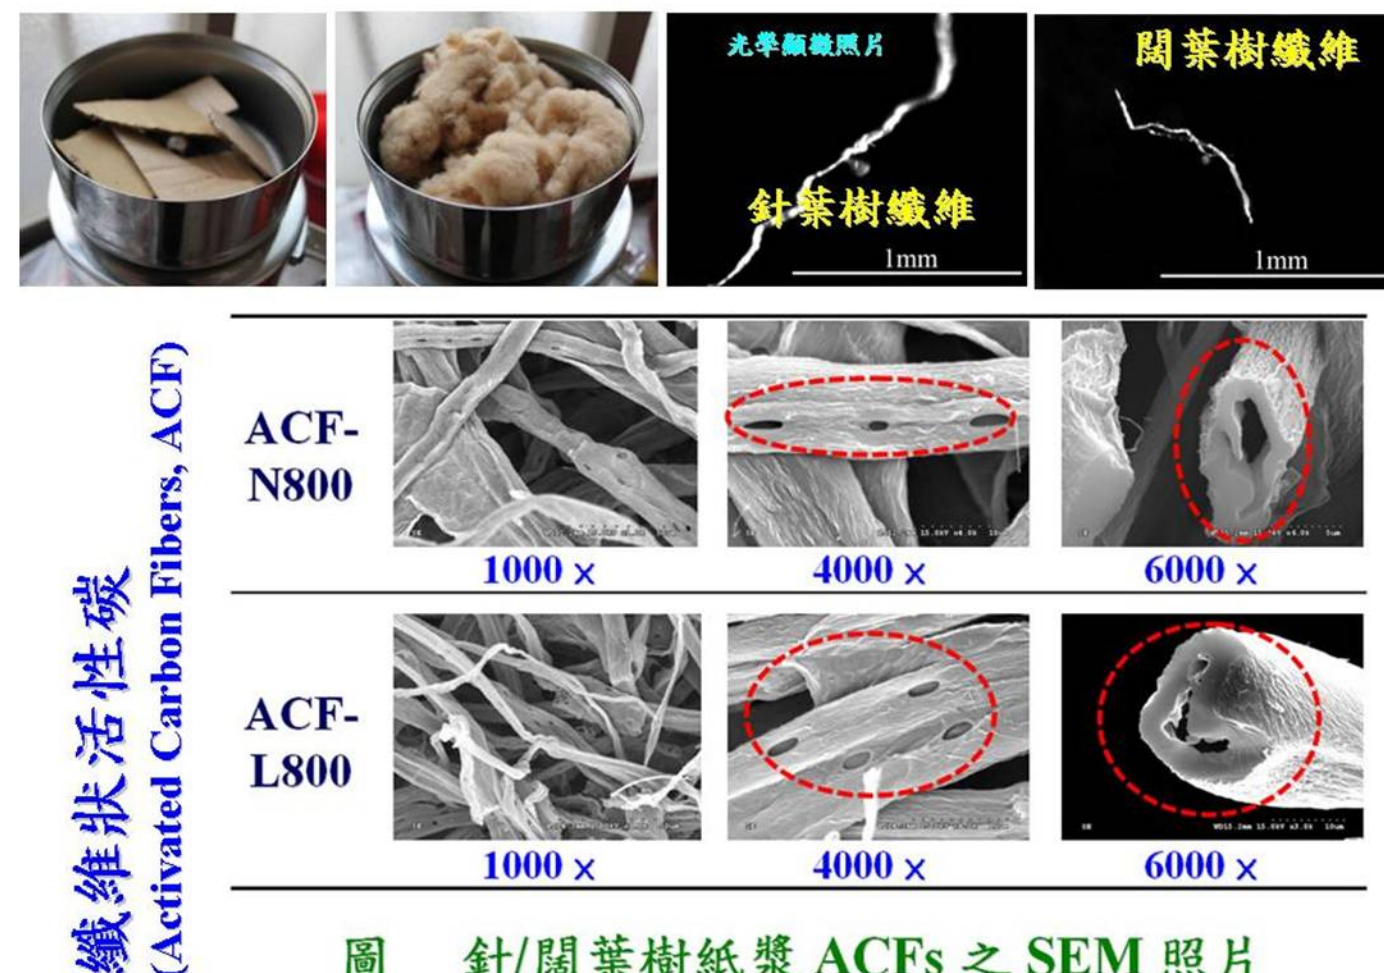 光學顯微照片
針葉樹纖維
1mm
闊葉樹纖維
1mm
纖維狀活性碳
(Activated Carbon Fibers, ACF)
ACF-
N800
1000 x
4000 x
6000 x
ACF-
L800
1000 x
4000 x
6000 x
圖 針/闊葉樹紙漿 ACFs 之 SEM 照片